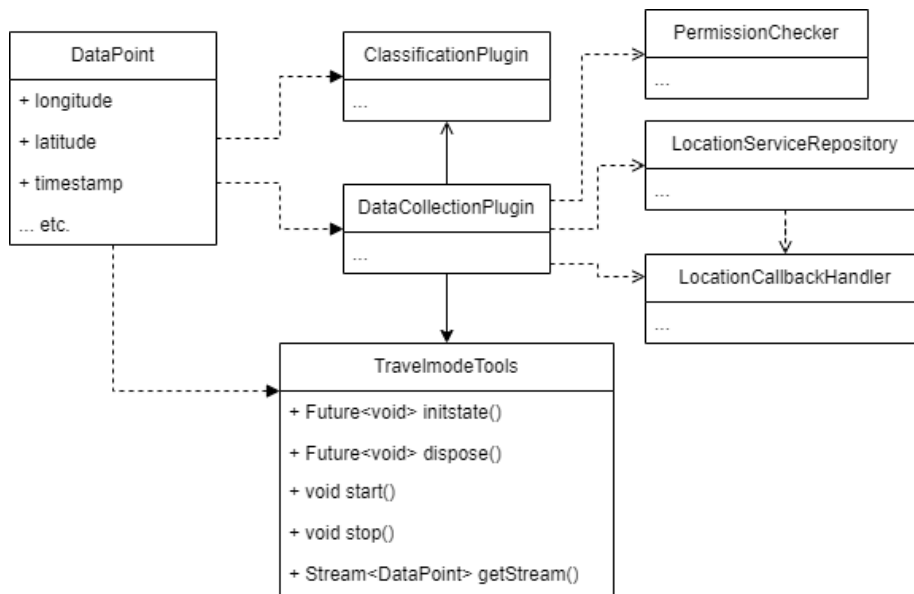 DataPoint
+ longitude
+ latitude
+ timestamp
... etc.
ClassificationPlugin
...
DataCollectionPlugin
...
PermissionChecker
...
LocationServiceRepository
...
LocationCallbackHandler
...
TravelmodeTools
+ Future<void> initstate()
+ Future<void> dispose()
+ void start()
+ void stop()
+ Stream<DataPoint> getStream()